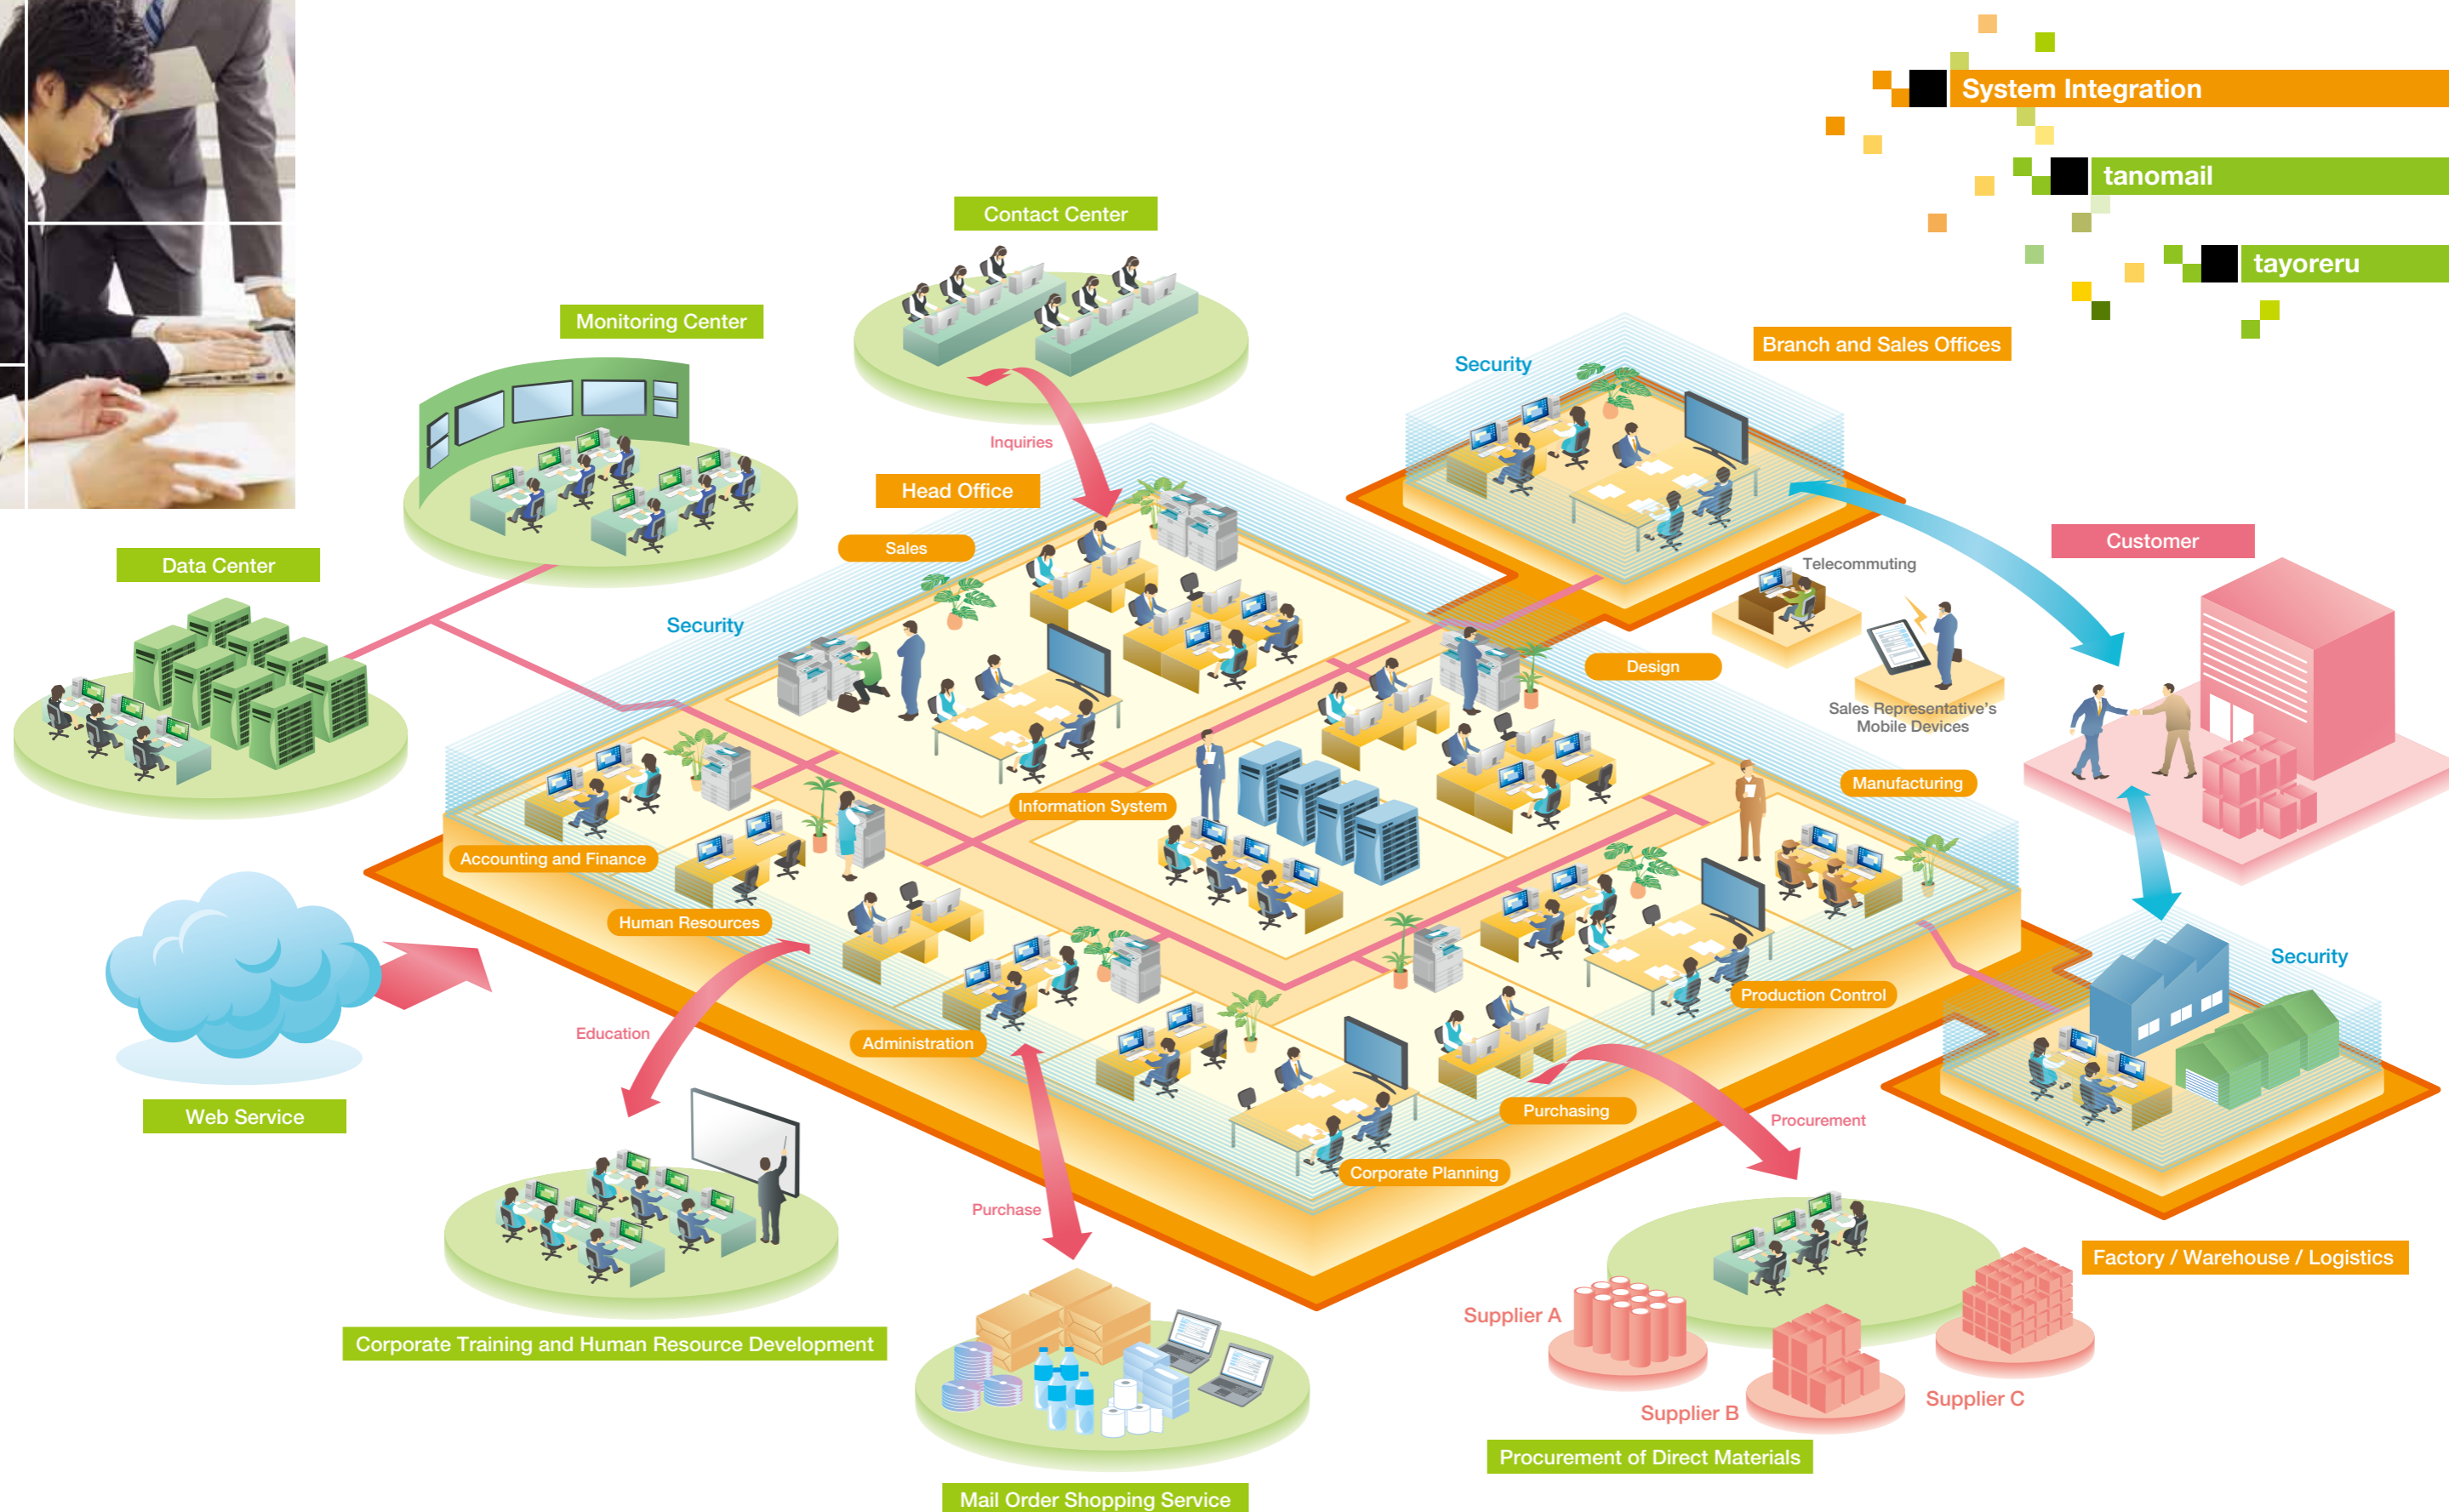 System Integration
tanomail
tayoreru
Contact Center
Monitoring Center
Branch and Sales Offices
Security
Inquiries
Head Office
Customer
Sales
Data Center
Telecommuting
Security
Design
Sales Representative's
Mobile Devices
Manufacturing
Information System
Accounting and Finance
Human Resources
Security
Production Control
Education
Administration
Web Service
Purchasing
Procurement
Corporate Planning
Purchase
Factory / Warehouse / Logistics
Supplier A
Corporate Training and Human Resource Development
Supplier C
Supplier B
Procurement of Direct Materials
Mail Order Shopping Service